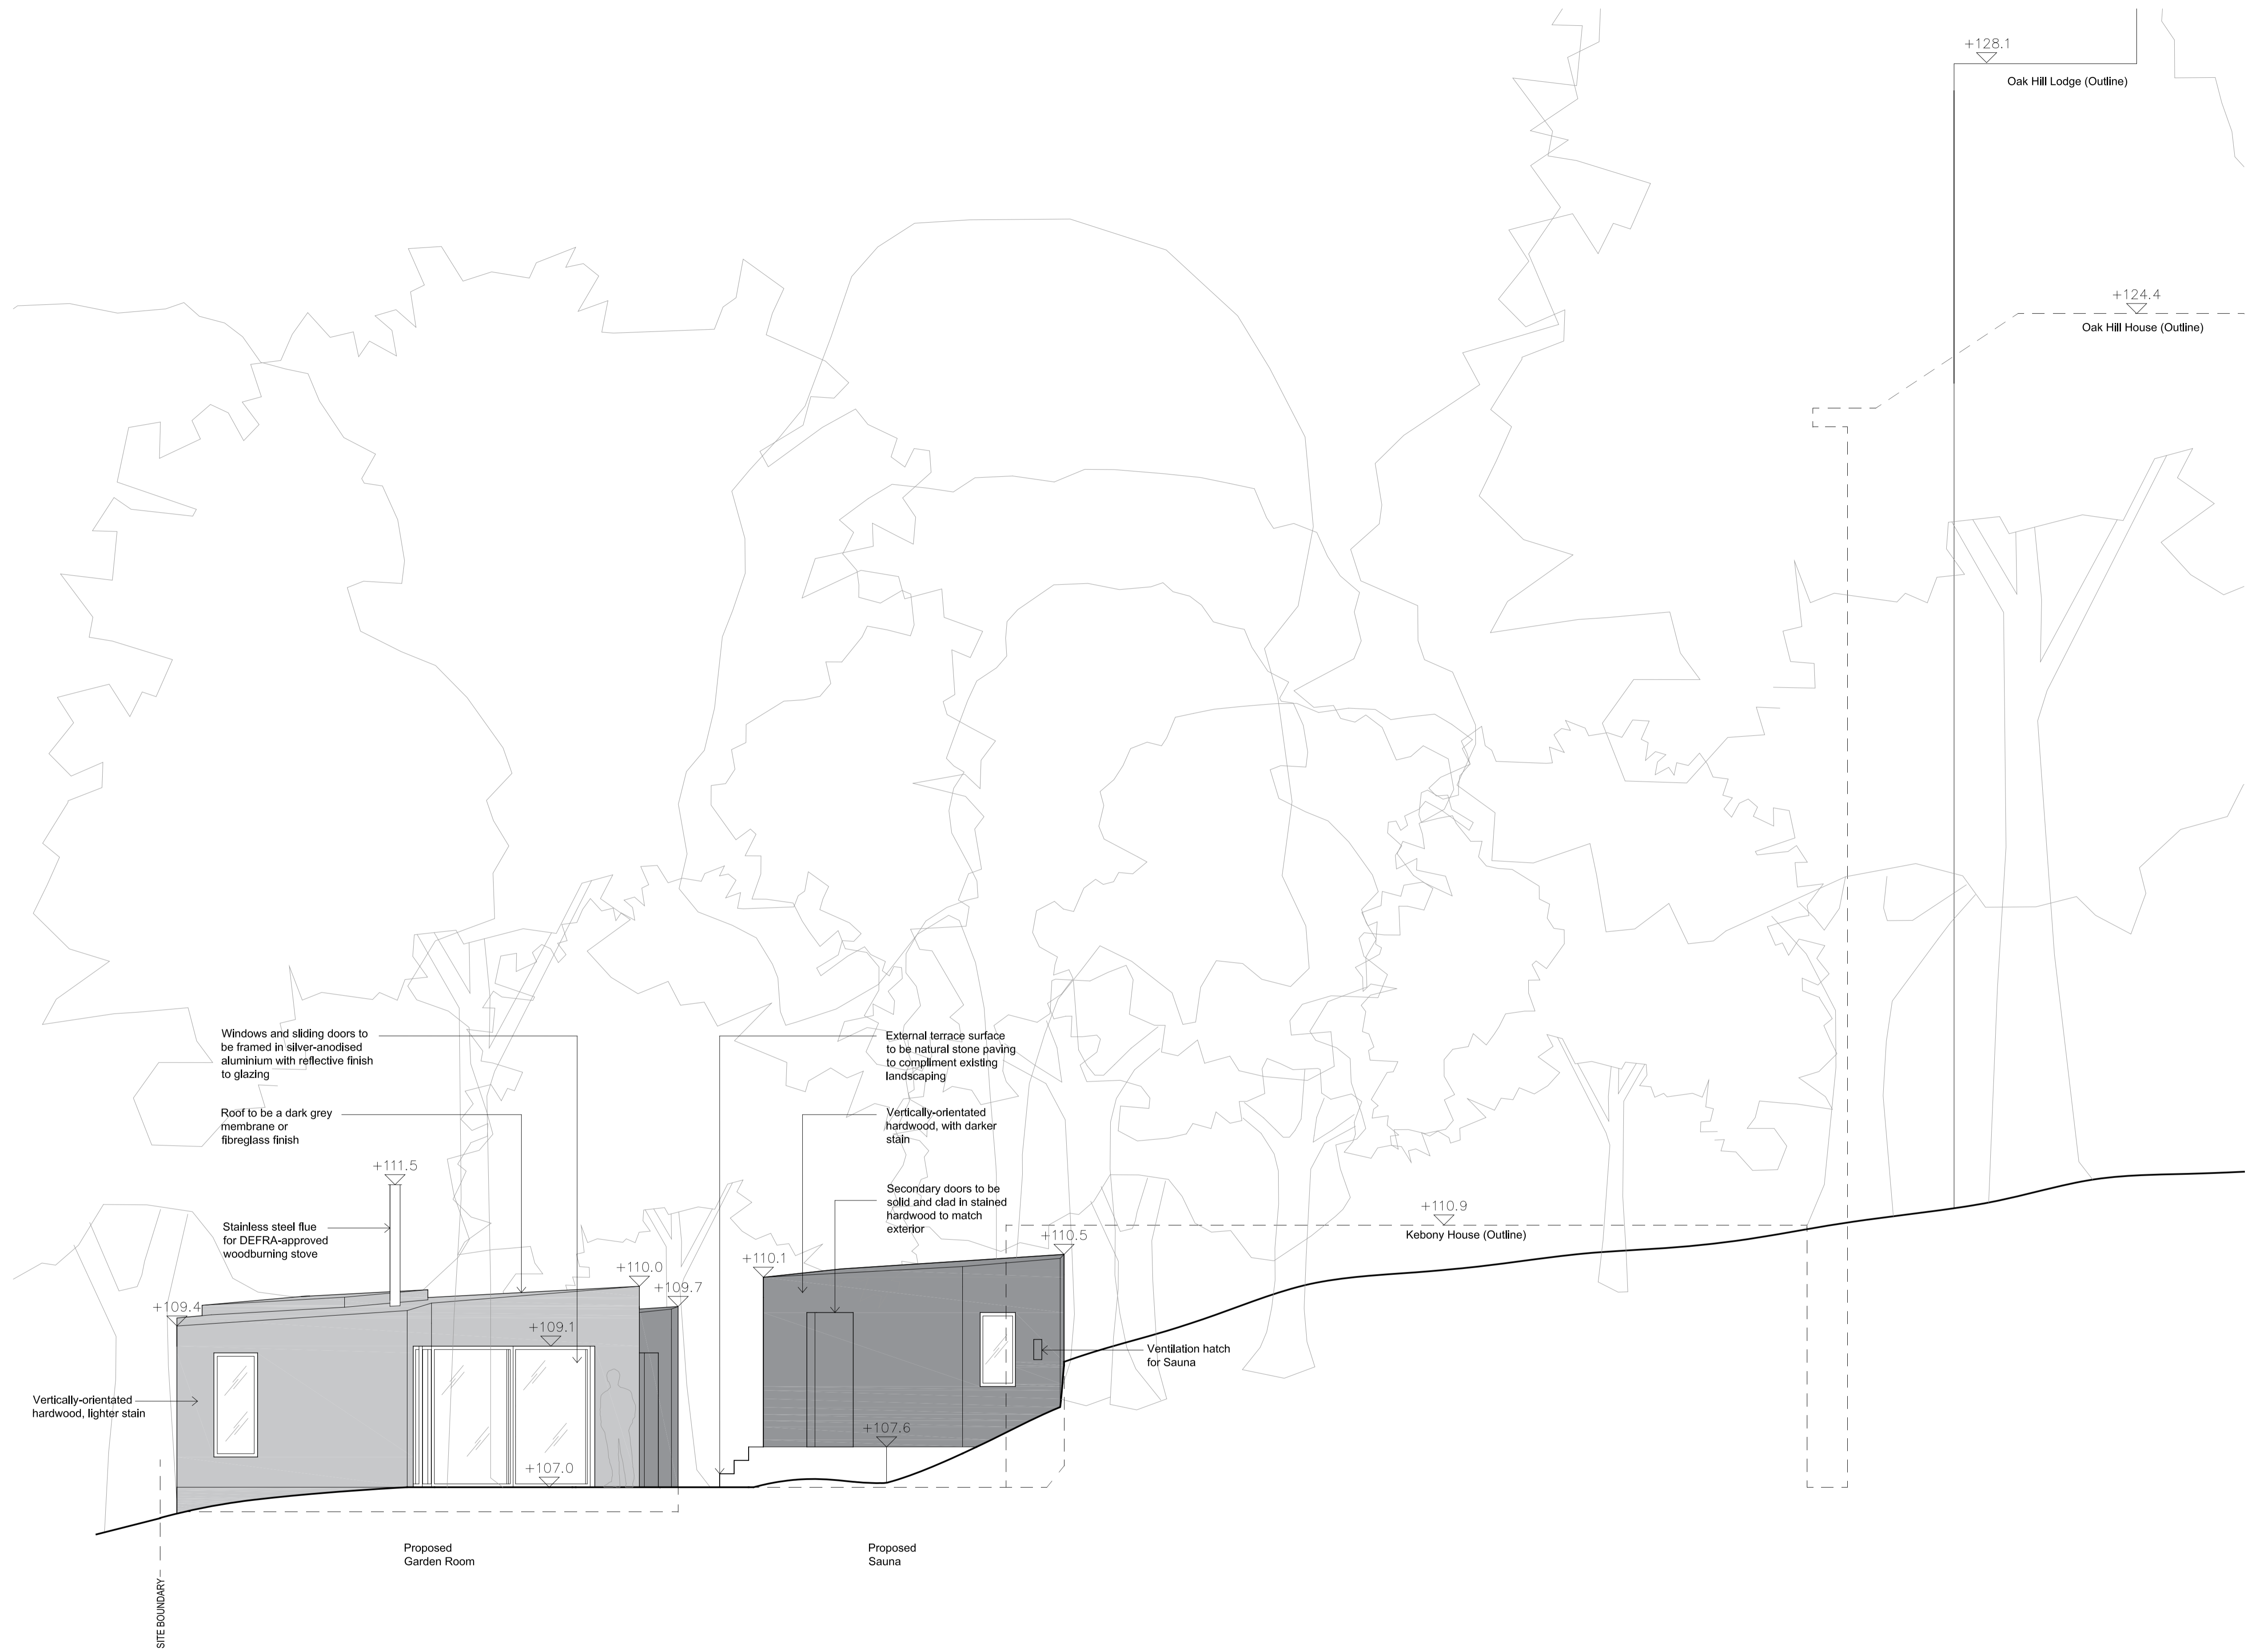 +128.1
Oak Hill Lodge (Outline)
+124.4
Oak Hill House (Outline)
Windows and sliding doors to
be framed in silver-anodised
aluminium with reflective finish
to glazing
External terrace surface
to be natural stone paving
to compliment existing
landscaping
Roof to be a dark grey
membrane or
fibreglass finish
Vertically-orientated
hardwood, with darker
stain
+111.5
Secondary doors to be
solid and clad in stained
hardwood to match
exterior
Stainless steel flue
for DEFRA-approved
woodburning stove
+110.9
Kebony House (Outline)
+110.5
+110.1
+110.0
+109.7
+109.4
+109.1
Ventilation hatch
for Sauna
Vertically-orientated
hardwood, lighter stain
+107.6
+107.0
Proposed
Garden Room
Proposed
Sauna
SITE BOUNDARY